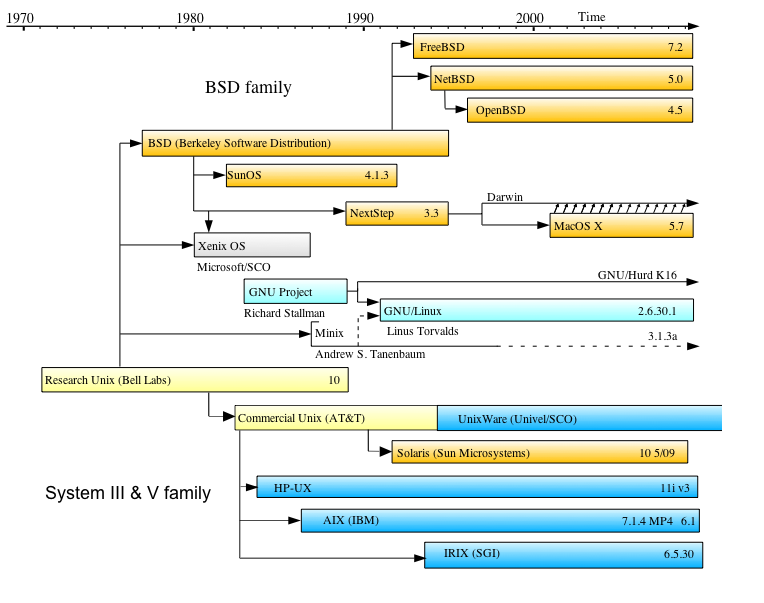 1970 1980 1990 2000 Time
FreeBSD 7.2
NetBSD 5.0
BSD family
OpenBSD 4.5
BSD (Berkeley Software Distribution)
SunOS 4.1.3
Darwin
NextStep 3.3
MacOS X 5.7
Xenix OS
Microsoft/SCO
GNU/Hurd K16
GNU Project
GNU/Linux 2.6.30.1
Richard Stallman
Linus Torvalds
Minix
3.1.3a
Andrew S. Tanenbaum
Research Unix (Bell Labs) 10
Commercial Unix (AT&T)
UnixWare (Univel/SCO)
Solaris (Sun Microsystems) 10 5/09
System III & V family
HP-UX 11i v3
AIX (IBM) 7.1.4 MP4 6.1
IRIX (SGI) 6.5.30